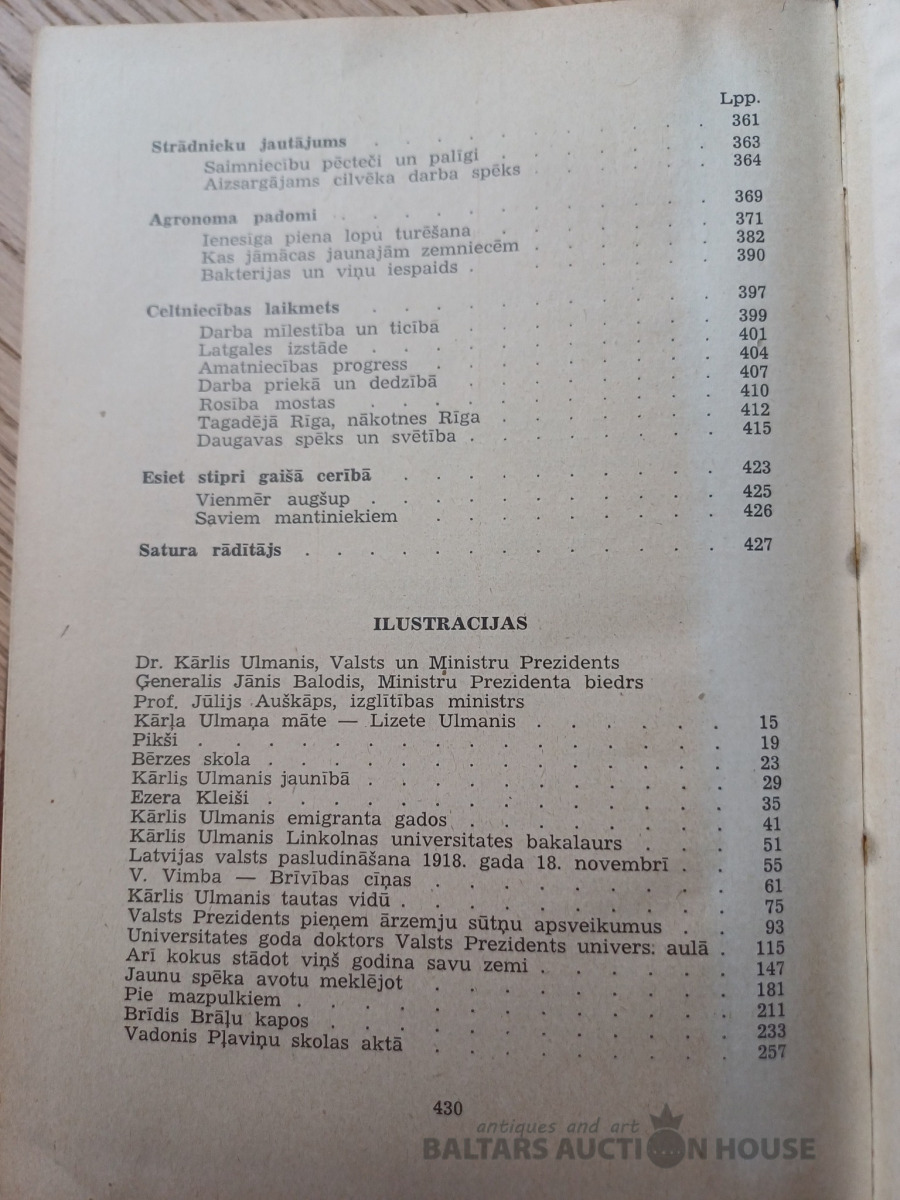 Lpp.
Strādnieku jautājums . . . . . . . . . . 361
Saimniecību pēcteči un palīgi . . . . . . . 363
Aizsargājams cilvēka darba spēks . . . . . . 364
Agronoma padomi . . . . . . . . . . . 369
Ienesīga piena lopu turēšana . . . . . . . 371
Kas jāmācas jaunajām zemniecēm . . . . . . 382
Bakterijas un viņu iespaids . . . . . . . 390
Celtniecības laikmets . . . . . . . . . . 397
Darba mīlestība un ticība . . . . . . . . 399
Latgales izstāde . . . . . . . . . . 401
Amatniecības progress . . . . . . . . . 404
Darba priekā un dedzībā . . . . . . . . 407
Rosība mostas . . . . . . . . . . 410
Tagadējā Rīga, nākotnes Rīga . . . . . . . 412
Daugavas spēks un svētība . . . . . . . . 415
Esiet stipri gaišā cerībā . . . . . . . . . 423
Vienmēr augšup . . . . . . . . . . 425
Saviem mantiniekiem . . . . . . . . . 426
Satura rādītājs . . . . . . . . . . . . 427
ILUSTRACIJAS
Dr. Kārlis Ulmanis, Valsts un Ministru Prezidents
Ģeneralis Jānis Balodis, Ministru Prezidenta biedrs
Prof. Jūlijs Auškāps, izglītības ministrs
Kārļa Ulmaņa māte — Lizete Ulmanis . . . . . . 15
Pikši . . . . . . . . . . . . . . 19
Bērzes skola . . . . . . . . . . . . 23
Kārlis Ulmanis jaunībā . . . . . . . . . . 29
Ezera Kleiši . . . . . . . . . . . . 35
Kārlis Ulmanis emigranta gados . . . . . . . 41
Kārlis Ulmanis Linkolnas universitates bakalaurs . . . 51
Latvijas valsts pasludināšana 1918. gada 18. novembrī . . 55
V. Vimba — Brīvības cīņas . . . . . . . . 61
Kārlis Ulmanis tautas vidū . . . . . . . . . 75
Valsts Prezidents pieņem ārzemju sūtņu apsveikumus . . 93
Universitates goda doktors Valsts Prezidents univers. aulā . 115
Arī kokus stādot viņš godina savu zemi . . . . . 147
Jaunu spēka avotu meklējot . . . . . . . . 181
Pie mazpulkiem . . . . . . . . . . . 211
Brīdis Brāļu kapos . . . . . . . . . . 233
Vadonis Pļaviņu skolas aktā . . . . . . . . 257
430
antiques and art
BALTARS AUCTION HOUSE